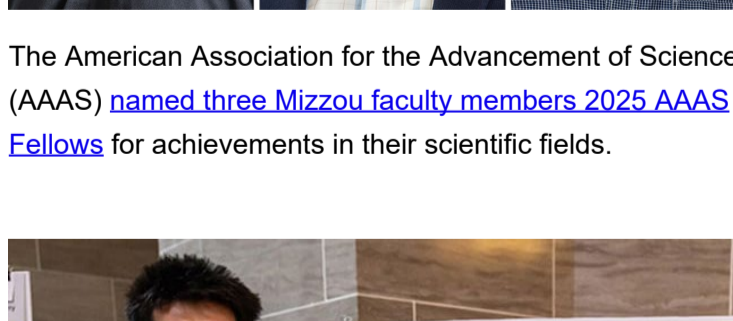 The American Association for the Advancement of Science
(AAAS) named three Mizzou faculty members 2025 AAAS
Fellows for achievements in their scientific fields.